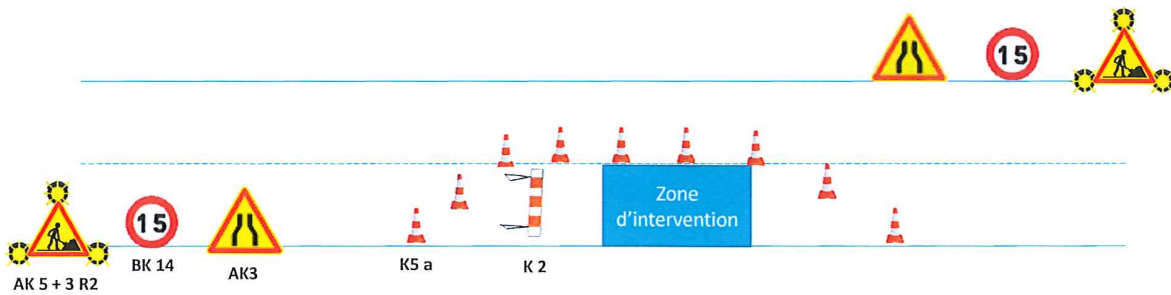 15
Zone
d'intervention
15
AK 5 + 3 R2
BK 14
AK3
K5 a
K 2